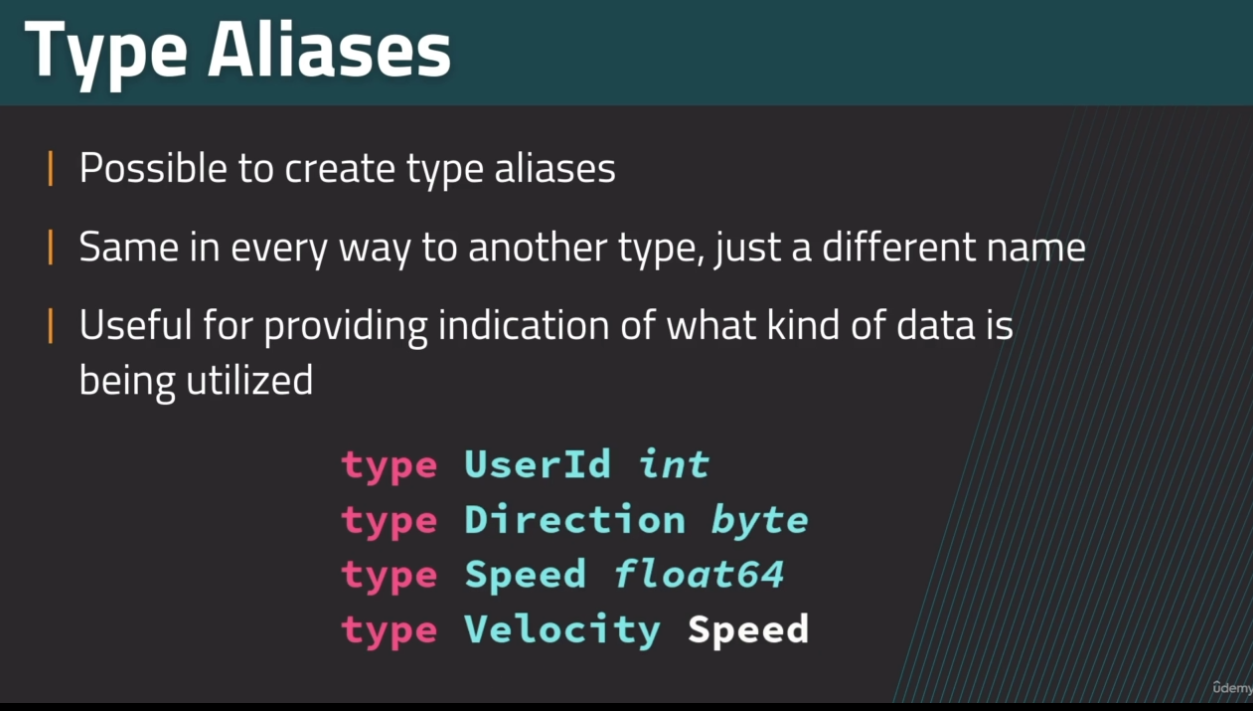 Type Aliases
Possible to create type aliases
Same in every way to another type, just a different name
Useful for providing indication of what kind of data is
being utilized
type UserId int
type Direction byte
type Speed float64
type Velocity Speed
ûdemy